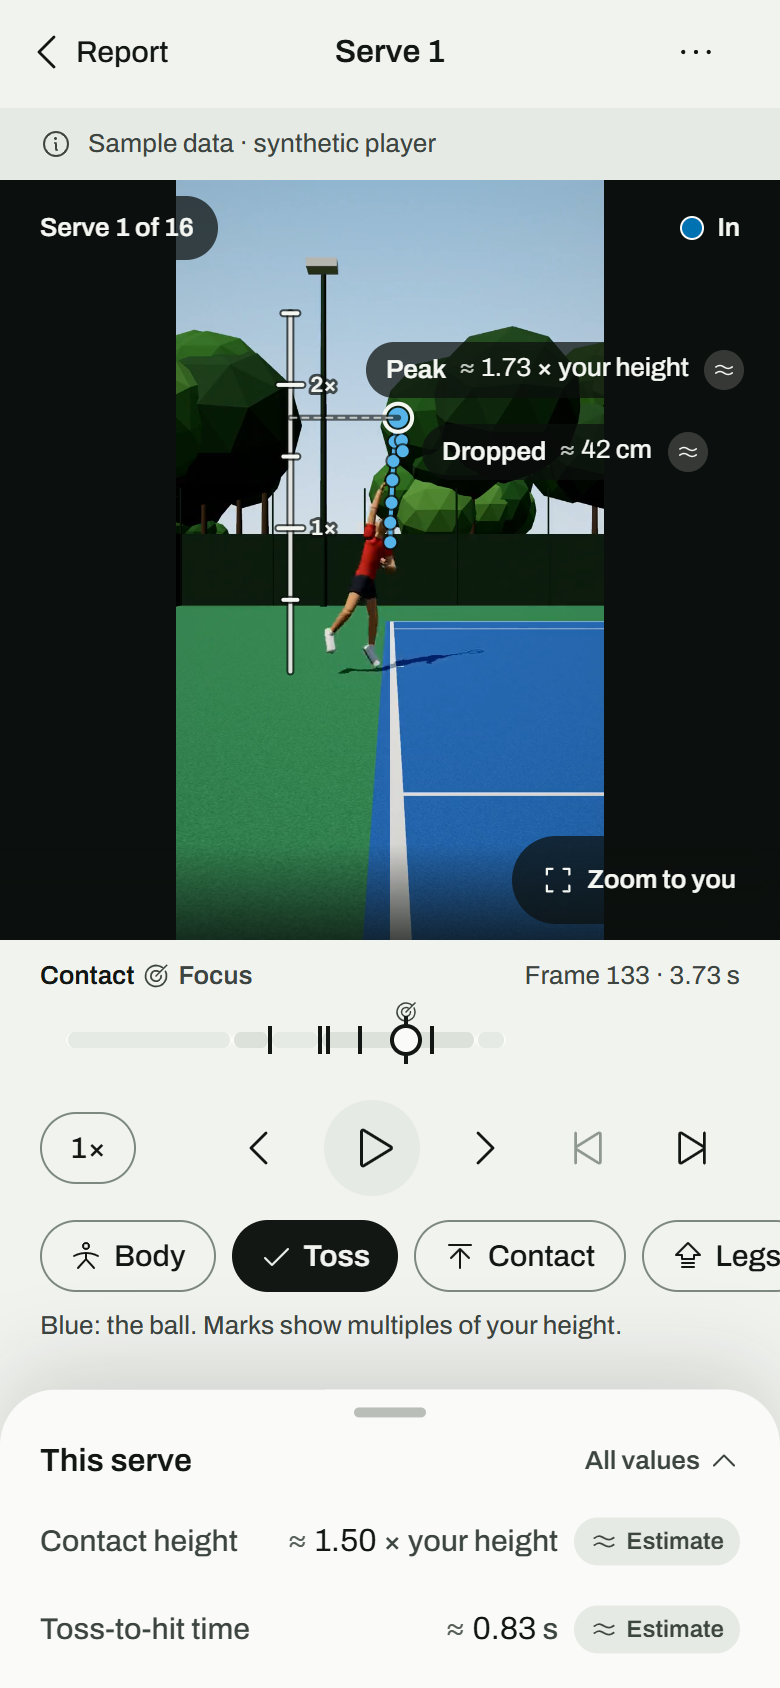 Report
Serve 1
Sample data · synthetic player
Serve 1 of 16
In
2×
Peak ≈ 1.73 × your height
Dropped ≈ 42 cm
1×
Zoom to you
Contact Focus
Frame 133 · 3.73 s
1×
Body
Toss
Contact
Legs
Blue: the ball. Marks show multiples of your height.
This serve
All values
Contact height ≈ 1.50 × your height Estimate
Toss-to-hit time ≈ 0.83 s Estimate